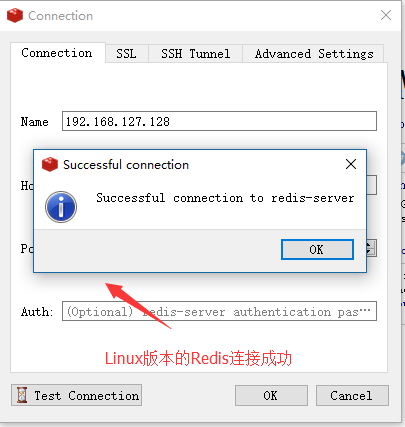 Connection
Connection SSL SSH Tunnel Advanced Settings
Name 192.168.127.128
Successful connection
Ho
Successful connection to redis-server
Po
OK
Auth: (Optional) redis-server authentication pas…
Linux版本的Redis连接成功
Test Connection OK Cancel